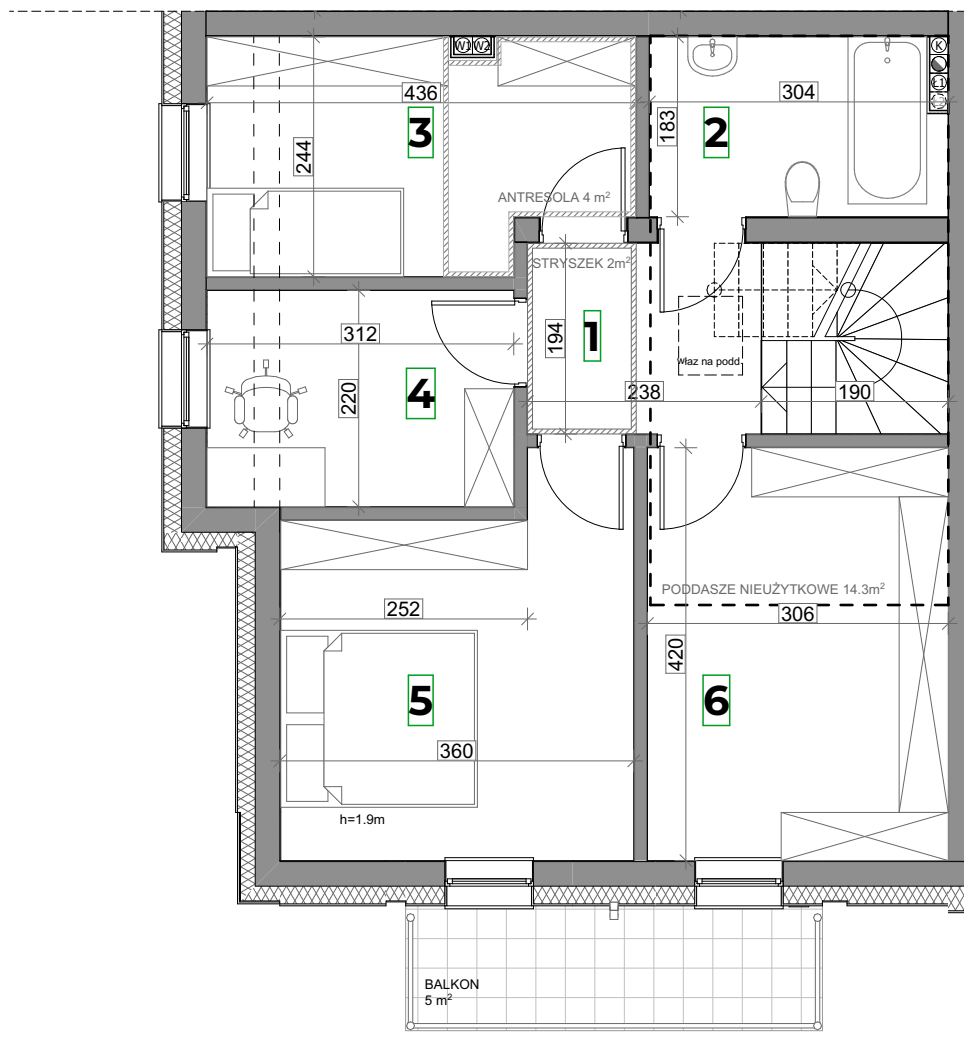 W1 W2
K
436
304
3
2
183
244
ANTRESOLA 4 m²
STRYSZEK 2m²
312
194
1
właz na podd.
220
4
238
190
PODDASZE NIEUŻYTKOWE 14.3m²
252
306
420
5
6
360
h=1.9m
BALKON
5 m²